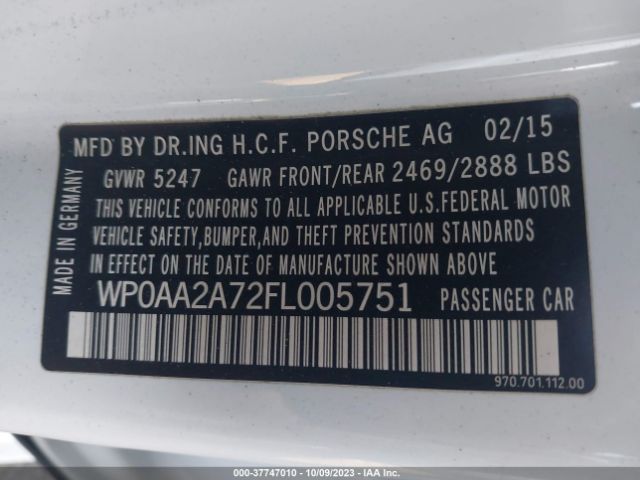 MFD BY DR.ING H.C.F. PORSCHE AG 02/15
GVWR 5247 GAWR FRONT/REAR 2469/2888 LBS
THIS VEHICLE CONFORMS TO ALL APPLICABLE U.S.FEDERAL MOTOR
VEHICLE SAFETY,BUMPER,AND THEFT PREVENTION STANDARDS
IN EFFECT ON THE DATE OF MANUFACTURE SHOWN ABOVE.
WP0AA2A72FL005751 PASSENGER CAR
MADE IN GERMANY
970.701.112.00
000-37747010 - 10/09/2023 - IAAI.COM